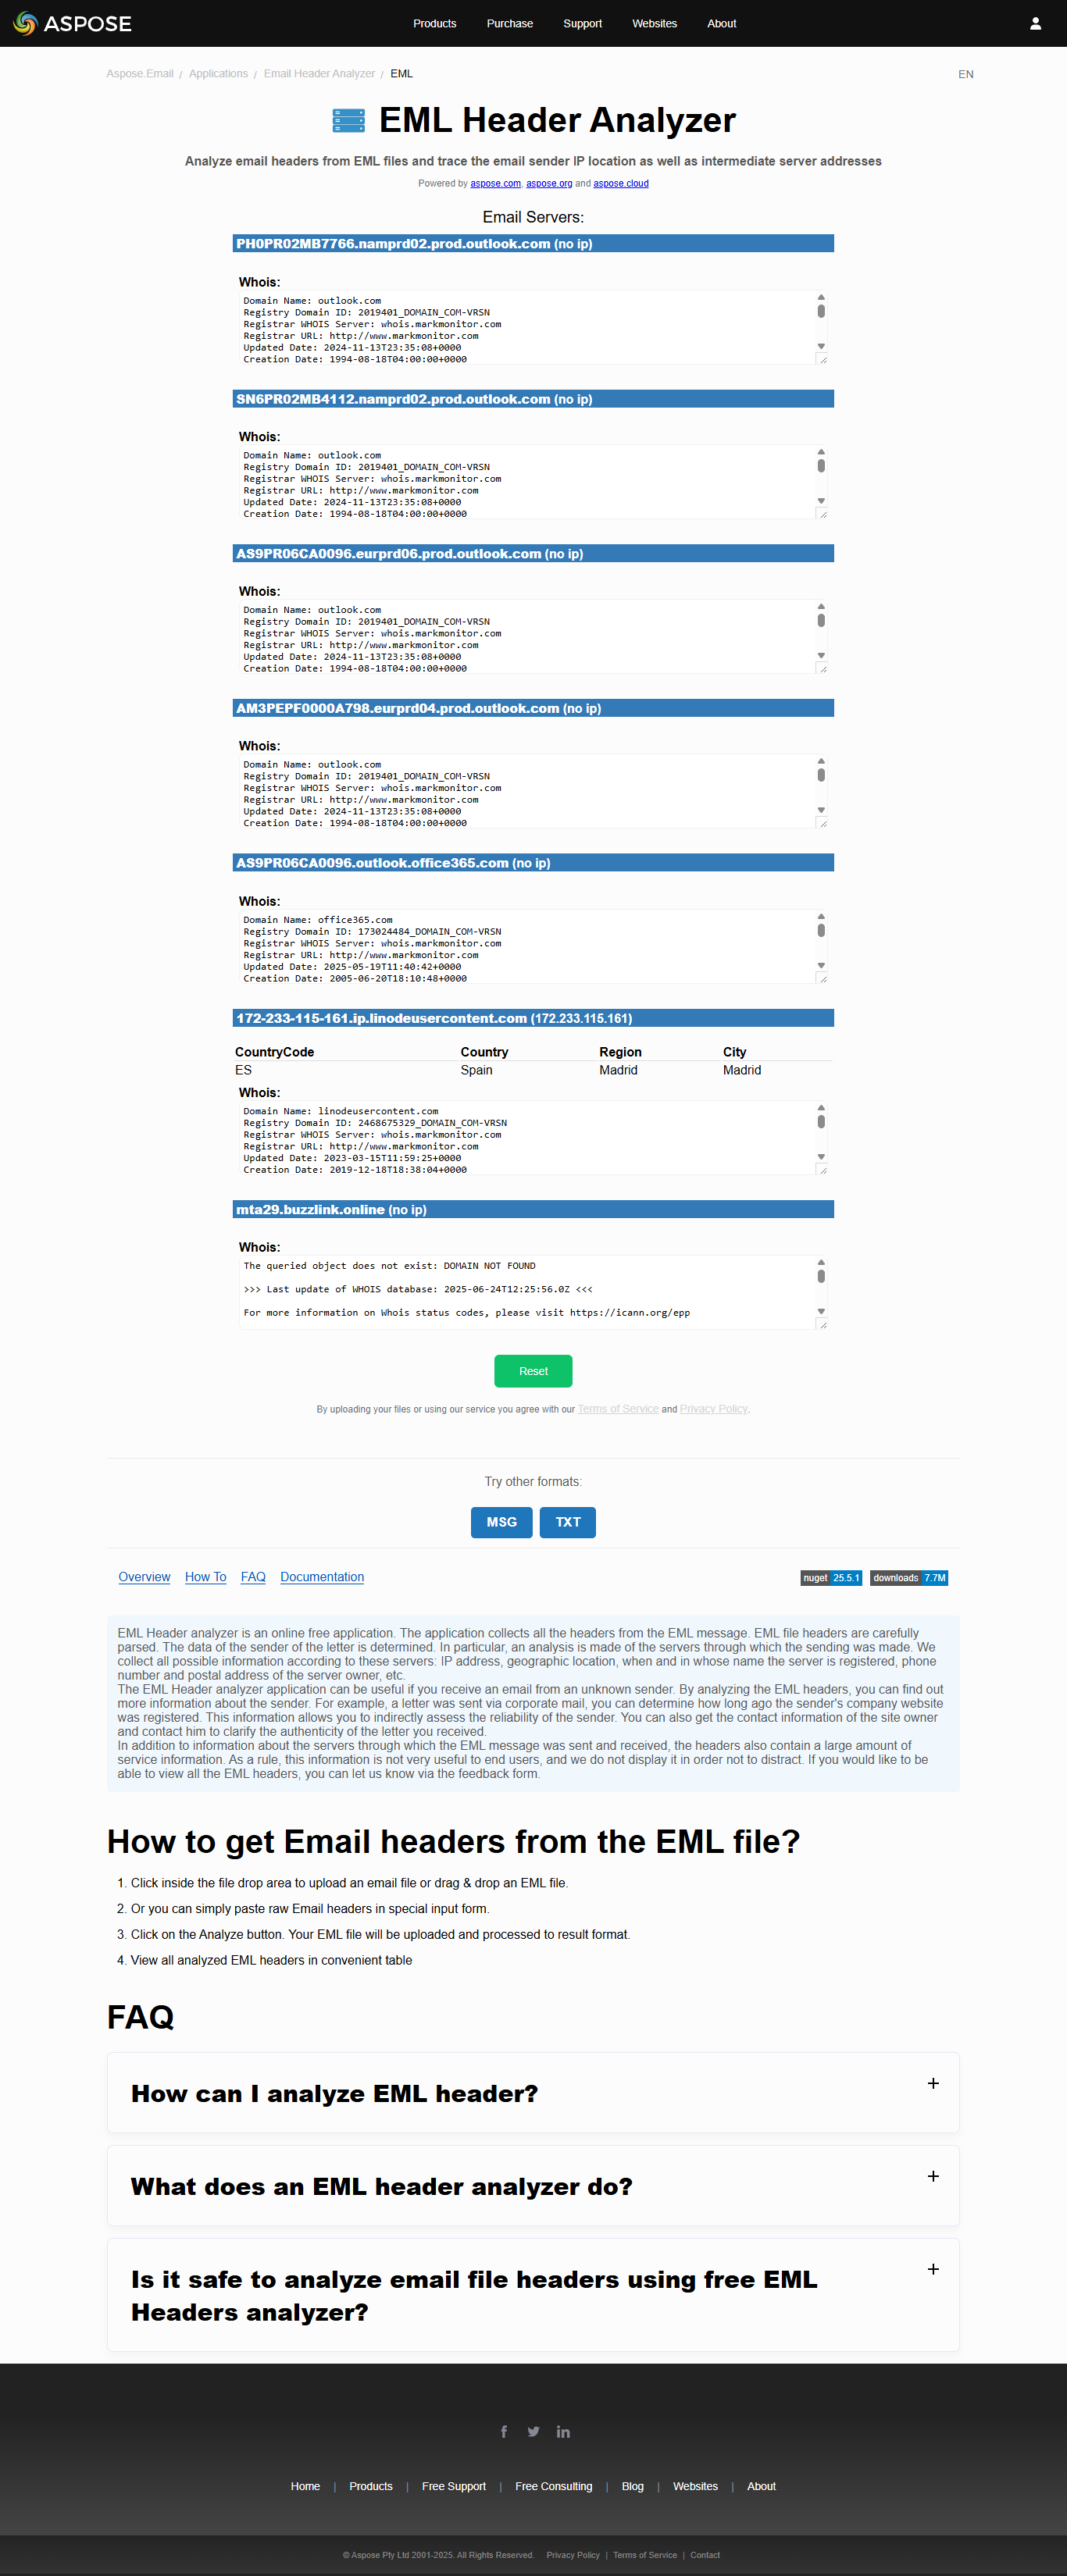 ASPOSE
Products Purchase Support Websites About
Aspose.Email / Applications / Email Header Analyzer / EML
EN
EML Header Analyzer
Analyze email headers from EML files and trace the email sender IP location as well as intermediate server addresses
Powered by aspose.com, aspose.org and aspose.cloud
Email Servers:
PH0PR02MB7766.namprd02.prod.outlook.com (no ip)
Whois:
Domain Name: outlook.com
Registry Domain ID: 2019401_DOMAIN_COM-VRSN
Registrar WHOIS Server: whois.markmonitor.com
Registrar URL: http://www.markmonitor.com
Updated Date: 2024-11-13T23:35:08+0000
Creation Date: 1994-08-18T04:00:00+0000
SN6PR02MB4112.namprd02.prod.outlook.com (no ip)
Whois:
Domain Name: outlook.com
Registry Domain ID: 2019401_DOMAIN_COM-VRSN
Registrar WHOIS Server: whois.markmonitor.com
Registrar URL: http://www.markmonitor.com
Updated Date: 2024-11-13T23:35:08+0000
Creation Date: 1994-08-18T04:00:00+0000
AS9PR06CA0096.eurprd06.prod.outlook.com (no ip)
Whois:
Domain Name: outlook.com
Registry Domain ID: 2019401_DOMAIN_COM-VRSN
Registrar WHOIS Server: whois.markmonitor.com
Registrar URL: http://www.markmonitor.com
Updated Date: 2024-11-13T23:35:08+0000
Creation Date: 1994-08-18T04:00:00+0000
AM3PEPF0000A798.eurprd04.prod.outlook.com (no ip)
Whois:
Domain Name: outlook.com
Registry Domain ID: 2019401_DOMAIN_COM-VRSN
Registrar WHOIS Server: whois.markmonitor.com
Registrar URL: http://www.markmonitor.com
Updated Date: 2024-11-13T23:35:08+0000
Creation Date: 1994-08-18T04:00:00+0000
AS9PR06CA0096.outlook.office365.com (no ip)
Whois:
Domain Name: office365.com
Registry Domain ID: 173024484_DOMAIN_COM-VRSN
Registrar WHOIS Server: whois.markmonitor.com
Registrar URL: http://www.markmonitor.com
Updated Date: 2025-05-19T11:40:42+0000
Creation Date: 2005-06-20T18:10:48+0000
172-233-115-161.ip.linodeusercontent.com (172.233.115.161)
CountryCode Country Region City
ES Spain Madrid Madrid
Whois:
Domain Name: linodeusercontent.com
Registry Domain ID: 2468675329_DOMAIN_COM-VRSN
Registrar WHOIS Server: whois.markmonitor.com
Registrar URL: http://www.markmonitor.com
Updated Date: 2023-03-15T11:59:25+0000
Creation Date: 2019-12-18T18:38:04+0000
mta29.buzzlink.online (no ip)
Whois:
The queried object does not exist: DOMAIN NOT FOUND
>>> Last update of WHOIS database: 2025-06-24T12:25:56.0Z <<<
For more information on Whois status codes, please visit https://icann.org/epp
Reset
By uploading your files or using our service you agree with our Terms of Service and Privacy Policy.
Try other formats:
MSG TXT
Overview How To FAQ Documentation
nuget 25.5.1 downloads 7.7M
EML Header analyzer is an online free application. The application collects all the headers from the EML message. EML file headers are carefully
parsed. The data of the sender of the letter is determined. In particular, an analysis is made of the servers through which the sending was made. We
collect all possible information according to these servers: IP address, geographic location, when and in whose name the server is registered, phone
number and postal address of the server owner, etc.
The EML Header analyzer application can be useful if you receive an email from an unknown sender. By analyzing the EML headers, you can find out
more information about the sender. For example, a letter was sent via corporate mail, you can determine how long ago the sender's company website
was registered. This information allows you to indirectly assess the reliability of the sender. You can also get the contact information of the site owner
and contact him to clarify the authenticity of the letter you received.
In addition to information about the servers through which the EML message was sent and received, the headers also contain a large amount of
service information. As a rule, this information is not very useful to end users, and we do not display it in order not to distract. If you would like to be
able to view all the EML headers, you can let us know via the feedback form.
How to get Email headers from the EML file?
1. Click inside the file drop area to upload an email file or drag & drop an EML file.
2. Or you can simply paste raw Email headers in special input form.
3. Click on the Analyze button. Your EML file will be uploaded and processed to result format.
4. View all analyzed EML headers in convenient table
FAQ
How can I analyze EML header? +
What does an EML header analyzer do? +
Is it safe to analyze email file headers using free EML +
Headers analyzer?
Home | Products | Free Support | Free Consulting | Blog | Websites | About
© Aspose Pty Ltd 2001-2025. All Rights Reserved. Privacy Policy | Terms of Service | Contact